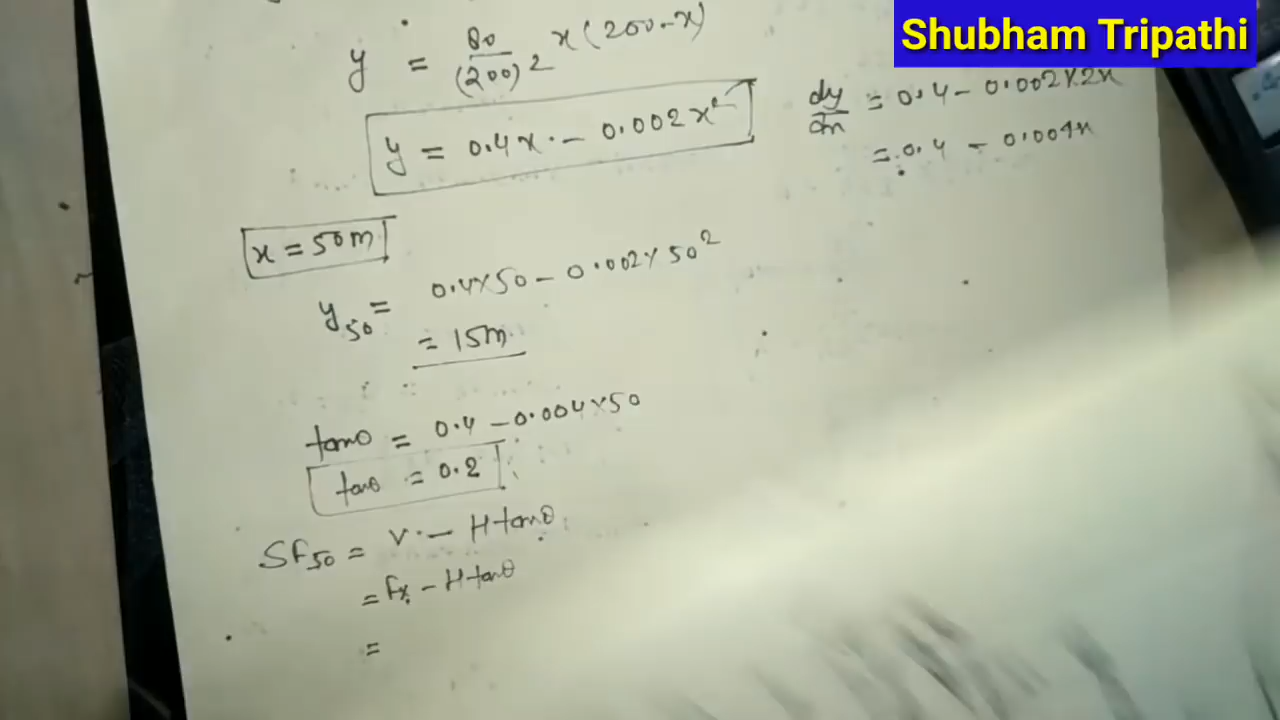 Shubham Tripathi
y = 80/(200)2 x(200-x)
y = 0.4x - 0.002x²
dy/dx = 0.4 - 0.002×2x
= 0.4 - 0.004x
x = 50m
y50 = 0.4×50 - 0.002×50²
= 15m
tanθ = 0.4 - 0.004×50
tanθ = 0.2
SF50 = V - H tanθ
= Fx - H tanθ
=